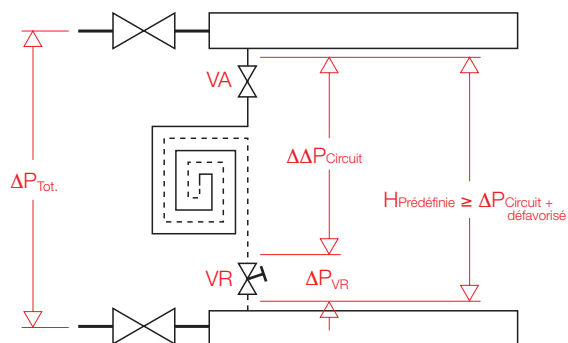 VA
ΔΔPCircuit
ΔPTot.
HPrédéfinie ≥ ΔPCircuit +
défavorisé
VR
ΔPVR